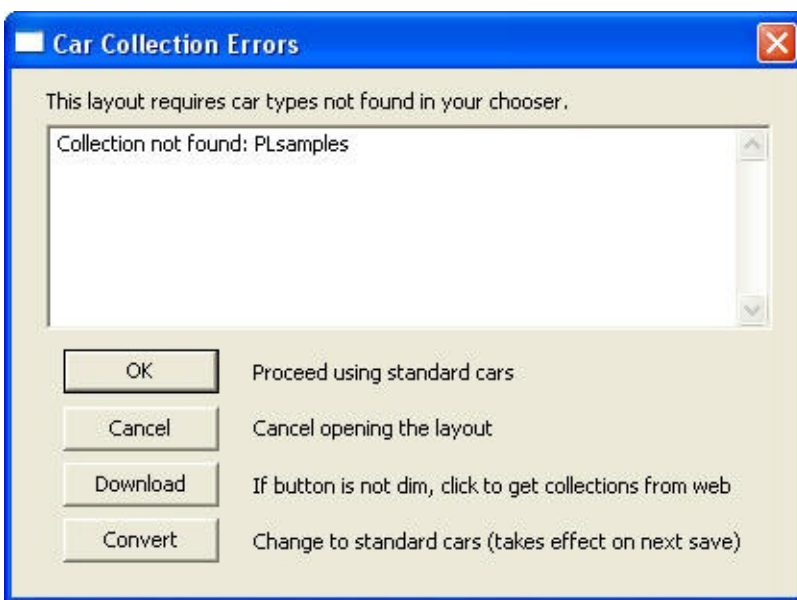 Car Collection Errors
This layout requires car types not found in your chooser.
Collection not found: PLsamples
OK Proceed using standard cars
Cancel Cancel opening the layout
Download If button is not dim, click to get collections from web
Convert Change to standard cars (takes effect on next save)